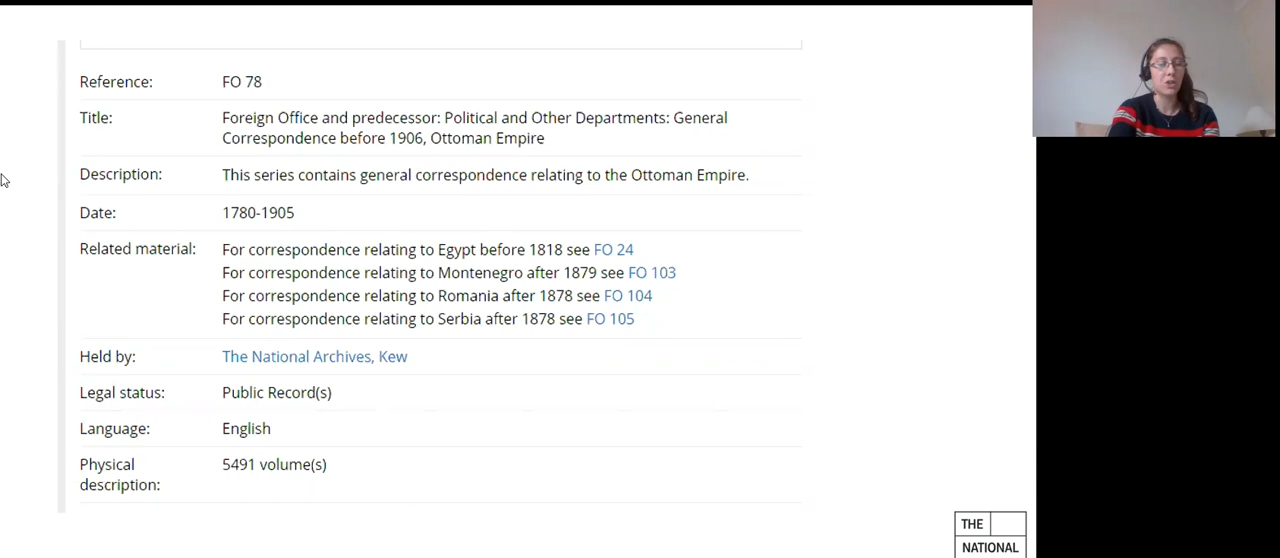 Reference: FO 78
Title: Foreign Office and predecessor: Political and Other Departments: General
Correspondence before 1906, Ottoman Empire
Description: This series contains general correspondence relating to the Ottoman Empire.
Date: 1780-1905
Related material: For correspondence relating to Egypt before 1818 see FO 24
For correspondence relating to Montenegro after 1879 see FO 103
For correspondence relating to Romania after 1878 see FO 104
For correspondence relating to Serbia after 1878 see FO 105
Held by: The National Archives, Kew
Legal status: Public Record(s)
Language: English
Physical description: 5491 volume(s)
THE
NATIONAL